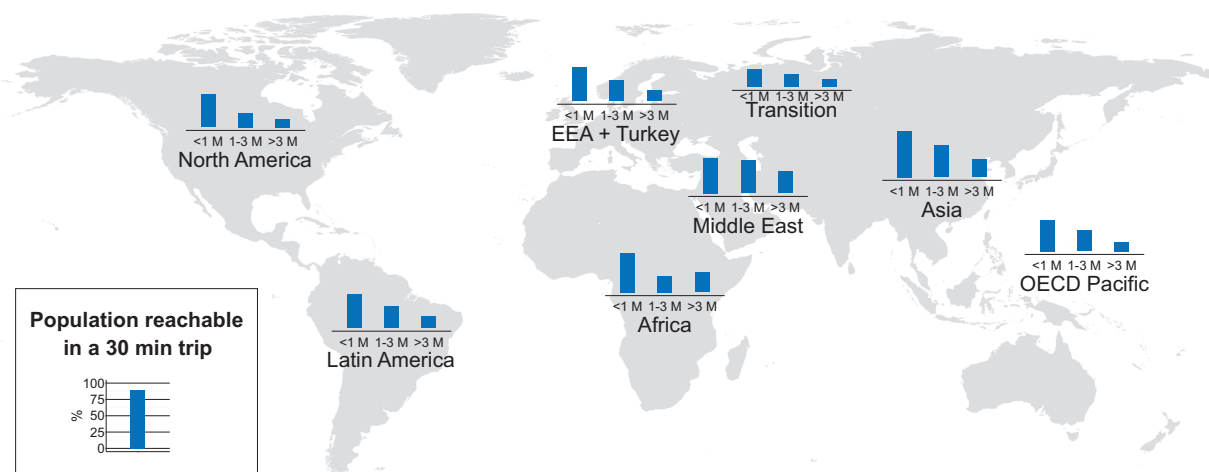 <1 M 1-3 M >3 M
North America
<1 M 1-3 M >3 M
EEA + Turkey
<1 M 1-3 M >3 M
Transition
<1 M 1-3 M >3 M
Middle East
<1 M 1-3 M >3 M
Asia
<1 M 1-3 M >3 M
OECD Pacific
<1 M 1-3 M >3 M
Africa
<1 M 1-3 M >3 M
Latin America
Population reachable
in a 30 min trip
%
100
75
50
25
0